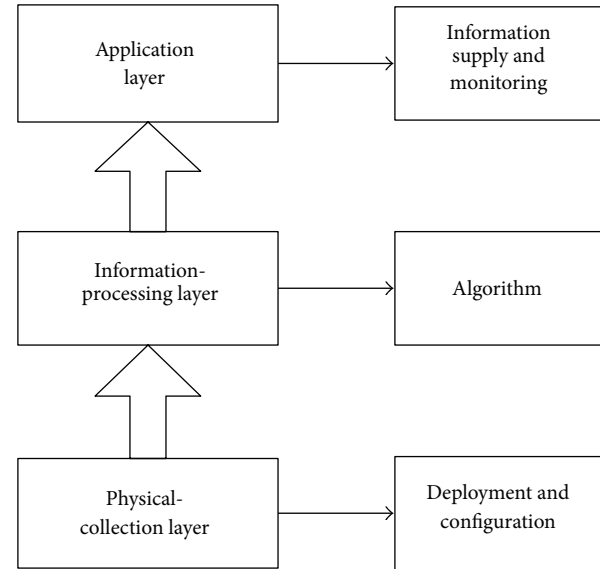 Application
layer
Information
supply and
monitoring
Information-
processing layer
Algorithm
Physical-
collection layer
Deployment and
configuration